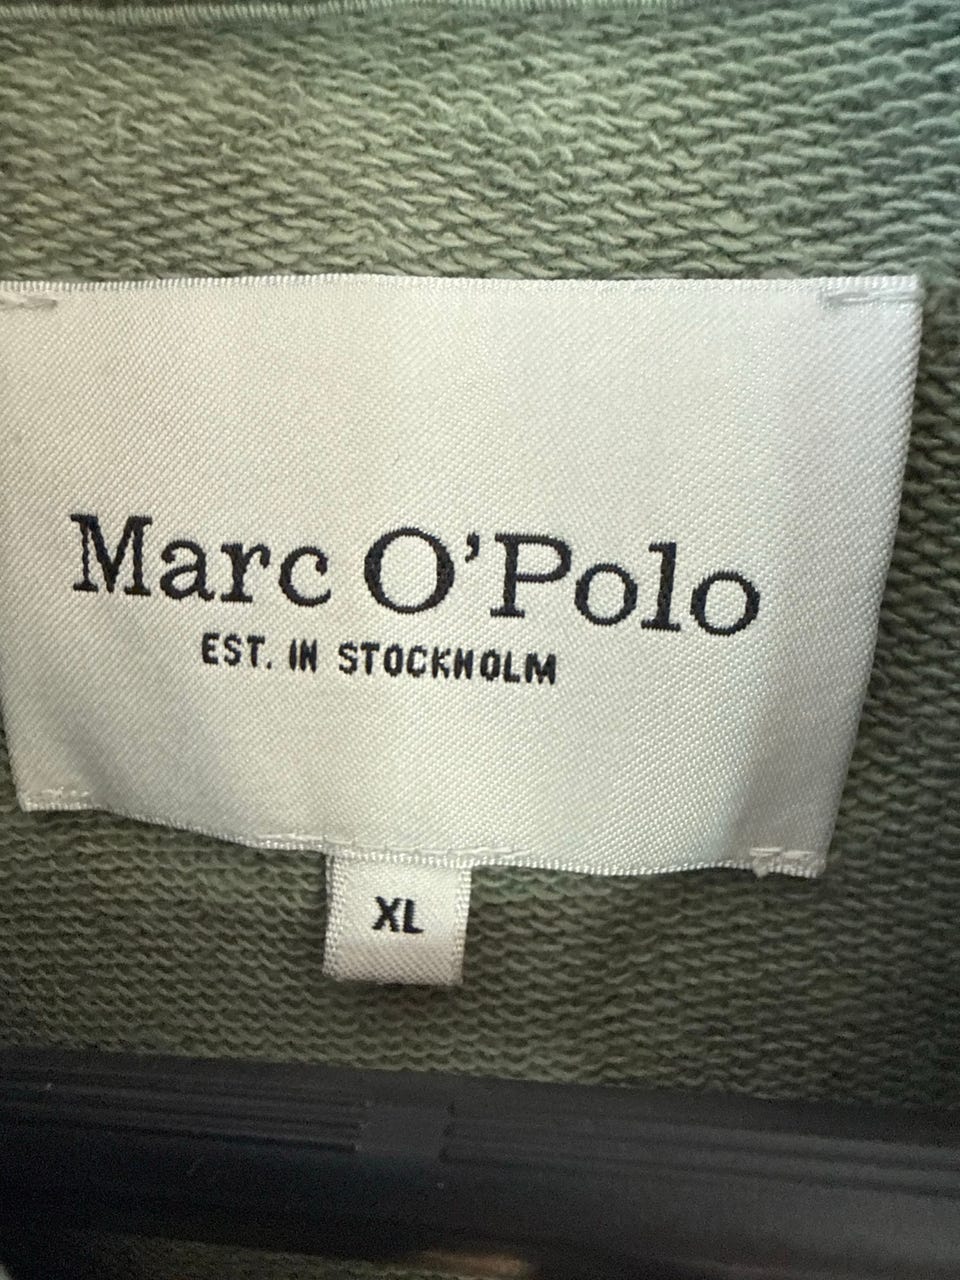 Marc O'Polo
EST. IN STOCKHOLM
XL